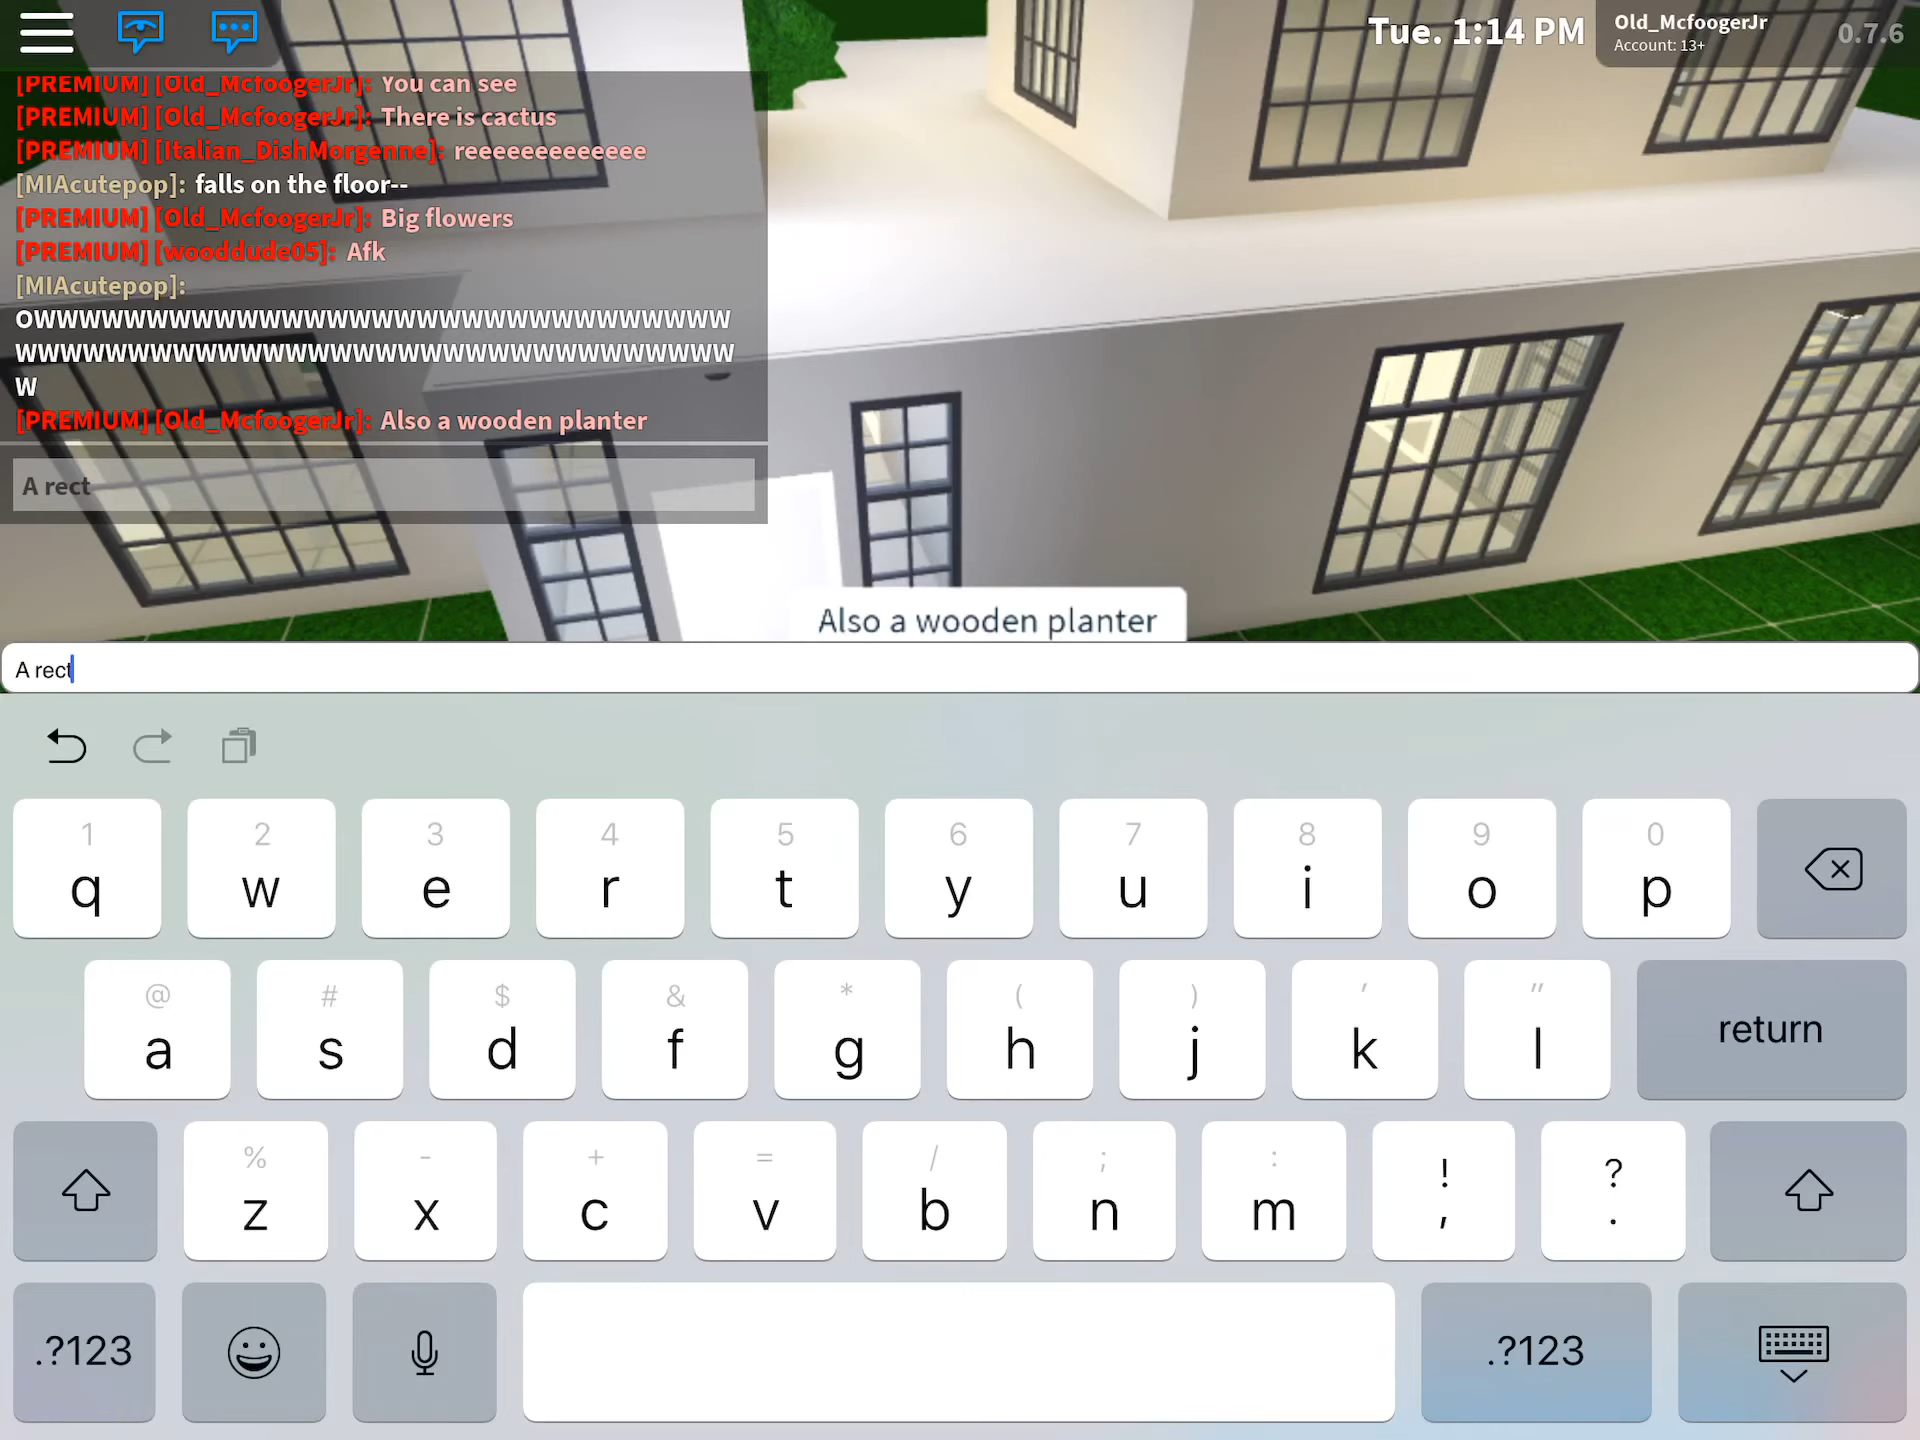 Tue. 1:14 PM
Old_McfoogerJr
Account: 13+
0.7.6
[PREMIUM] [Old_McfoogerJr]: You can see
[PREMIUM] [Old_McfoogerJr]: There is cactus
[PREMIUM] [Italian_DishMorgenne]: reeeeeeeeeeeee
[MIAcutepop]: falls on the floor--
[PREMIUM] [Old_McfoogerJr]: Big flowers
[PREMIUM] [wooddude05]: Afk
[MIAcutepop]:
OWWWWWWWWWWWWWWWWWWWWWWWWWWWWWWW
WWWWWWWWWWWWWWWWWWWWWWWWWWWWWWWW
W
[PREMIUM] [Old_McfoogerJr]: Also a wooden planter
A rect
Also a wooden planter
A rect
1 2 3 4 5 6 7 8 9 0
q w e r t y u i o p
@ # $ & * ( ) ' "
a s d f g h j k l return
% - + = / ; : ! ?
z x c v b n m , .
.?123 .?123